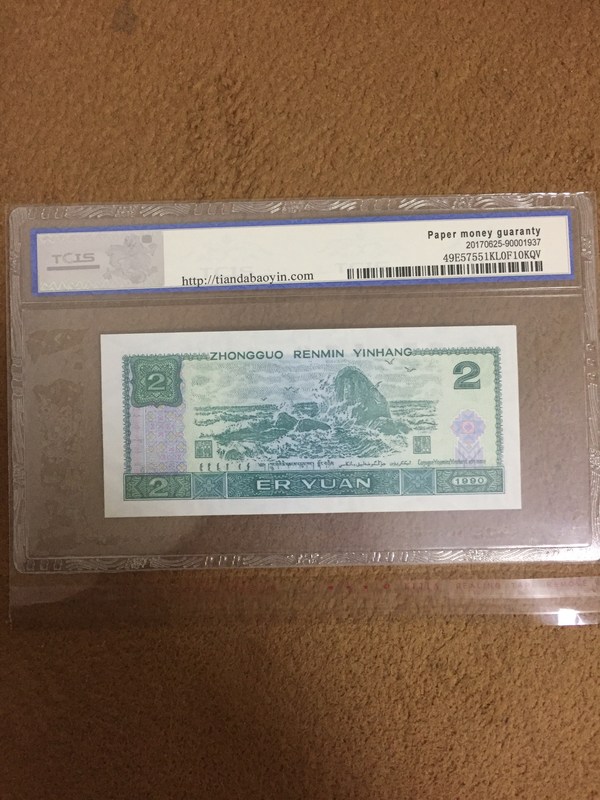 TCIS
Paper money guaranty
20170625-90001937
http://tiandabaoyin.com
49E57551KL0F10KQV
ZHONGGUO RENMIN YINHANG
2
2
2
ER YUAN
1990